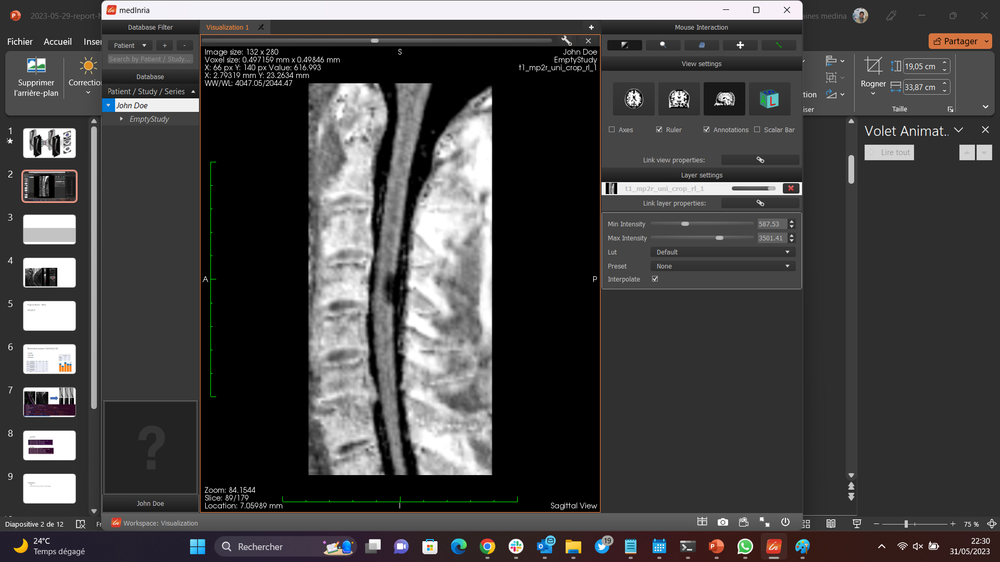 2023-05-29-report-N
medInria
aines medina
Fichier
Accueil
Inser
Partager
Supprimer
l'arrière-plan
Correctio
Rogner
tion
iser
19,05 cm
33,87 cm
Taille
Database Filter
Patient
+
-
Search by Patient / Study...
Database
Patient / Study / Series
John Doe
EmptyStudy
?
John Doe
Visualization 1
+
Image size: 132 x 280
Voxel size: 0.497159 mm x 0.49846 mm
X: 66 px Y: 140 px Value: 616.993
X: 2.79319 mm Y: 23.2634 mm
WW/WL: 4047.05/2044.47
S
John Doe
EmptyStudy
t1_mp2r_uni_crop_rl_1
A
P
Zoom: 84.1544
Slice: 89/179
Location: 7.05989 mm
I
Sagittal View
Mouse Interaction
View settings
A
S
L
Axes
Ruler
Annotations
Scalar Bar
Link view properties:
Layer settings
t1_mp2r_uni_crop_rl_1
Link layer properties:
Min Intensity
587.53
Max Intensity
3501.41
Lut
Default
Preset
None
Interpolate
Workspace: Visualization
Volet Animat..
Lire tout
1
2
3
4
5
6
7
8
9
Diapositive 2 de 12
Fr
75 %
24°C
Temps dégagé
Rechercher
19
22:30
31/05/2023